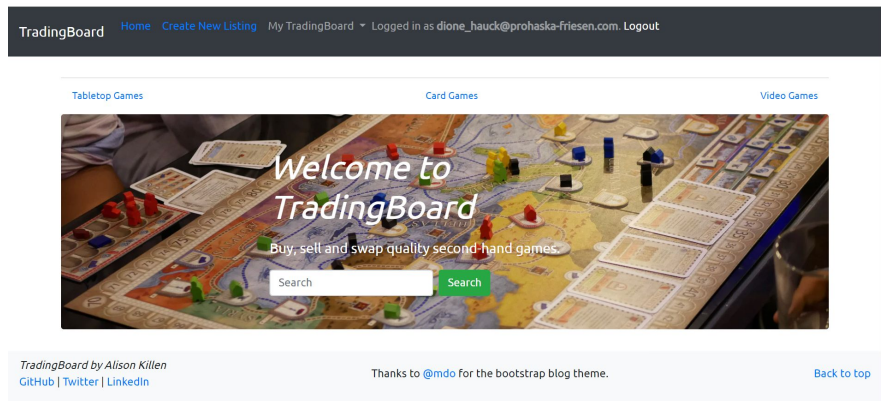 TradingBoard Home Create New Listing My TradingBoard Logged in as dione_hauck@prohaska-friesen.com. Logout
Tabletop Games Card Games Video Games
Welcome to
TradingBoard
Buy, sell and swap quality second-hand games.
Search Search
TradingBoard by Alison Killen
GitHub | Twitter | LinkedIn
Thanks to @mdo for the bootstrap blog theme.
Back to top